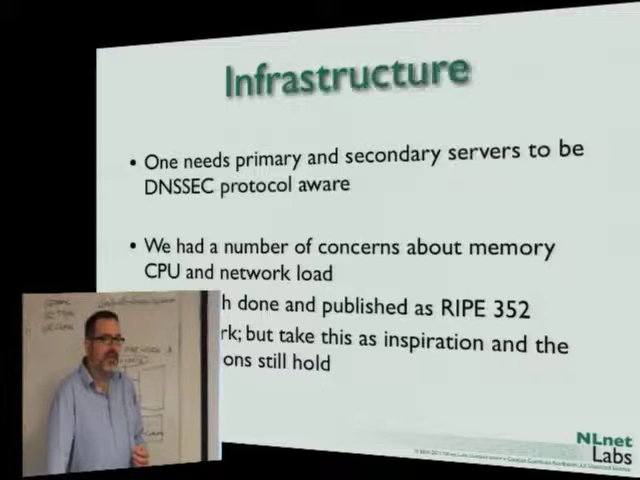 Infrastructure
• One needs primary and secondary servers to be
DNSSEC protocol aware
• We had a number of concerns about memory
CPU and network load
h done and published as RIPE 352
rk; but take this as inspiration and the
ons still hold
NLnet
Labs